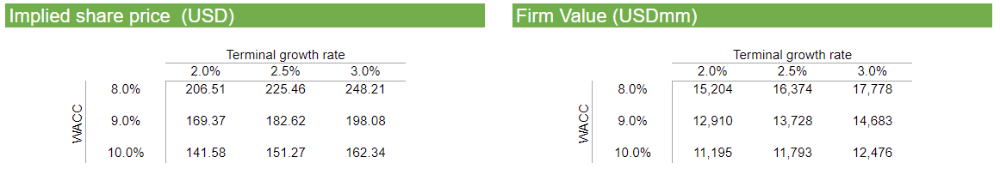 Implied share price (USD)
Terminal growth rate
2.0% 2.5% 3.0%
WACC
8.0% 206.51 225.46 248.21
9.0% 169.37 182.62 198.08
10.0% 141.58 151.27 162.34
Firm Value (USDmm)
Terminal growth rate
2.0% 2.5% 3.0%
WACC
8.0% 15,204 16,374 17,778
9.0% 12,910 13,728 14,683
10.0% 11,195 11,793 12,476